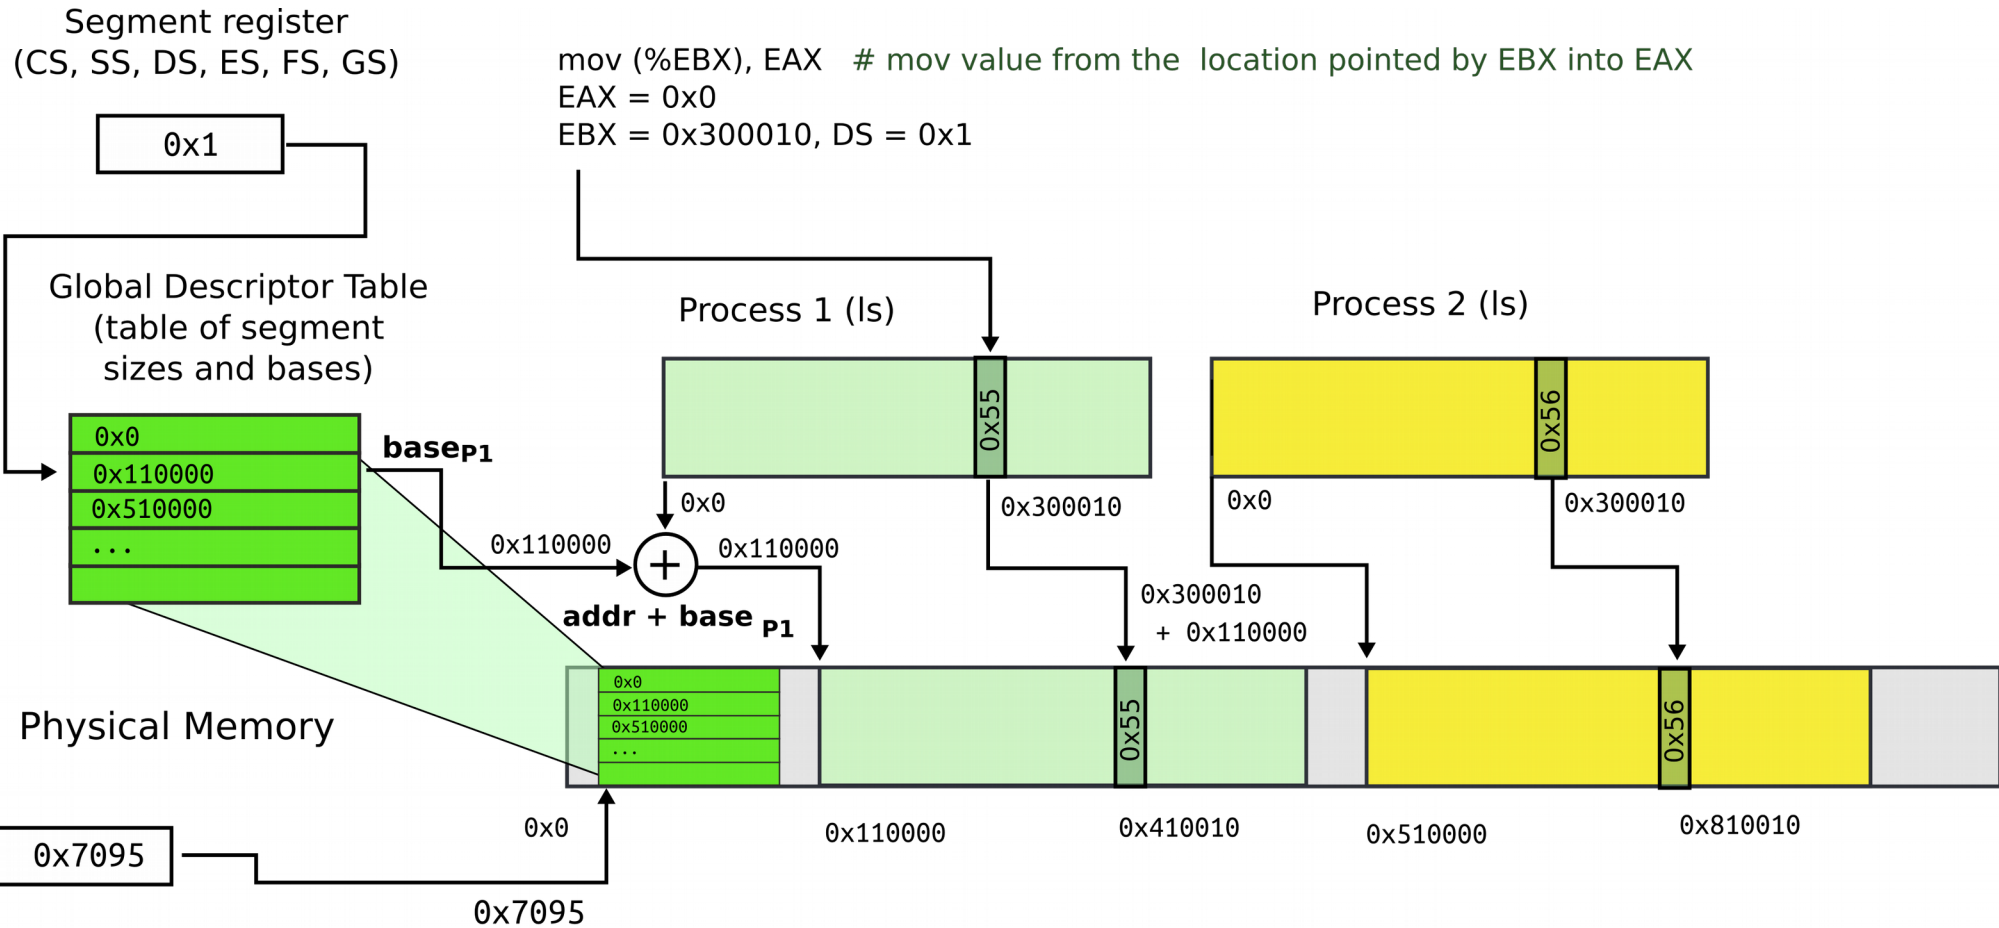 Segment register
(CS, SS, DS, ES, FS, GS)
0x1
mov (%EBX), EAX # mov value from the location pointed by EBX into EAX
EAX = 0x0
EBX = 0x300010, DS = 0x1
Global Descriptor Table
(table of segment
sizes and bases)
0x0
0x110000
0x510000
...
baseP1
Process 1 (ls)
0x55
Process 2 (ls)
0x56
0x0
0x300010
0x0
0x300010
0x110000
+
0x110000
addr + base P1
0x300010
+ 0x110000
Physical Memory
0x0
0x110000
0x510000
...
0x55
0x56
0x0
0x110000
0x410010
0x510000
0x810010
0x7095
0x7095